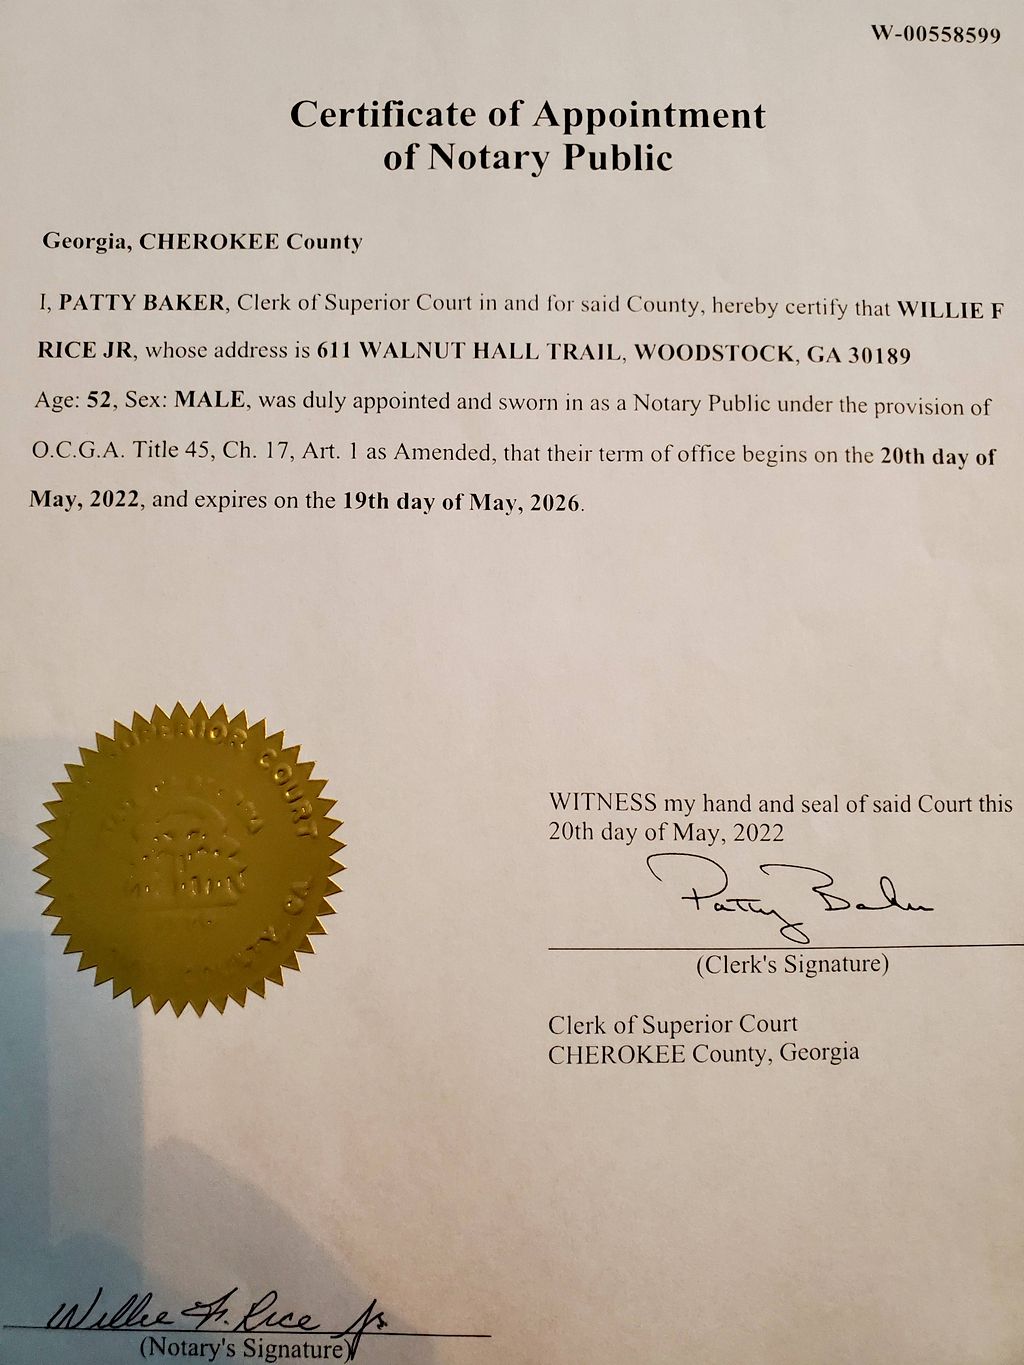 W-00558599
Certificate of Appointment
of Notary Public
Georgia, CHEROKEE County
I, PATTY BAKER, Clerk of Superior Court in and for said County, hereby certify that WILLIE F
RICE JR, whose address is 611 WALNUT HALL TRAIL, WOODSTOCK, GA 30189
Age: 52, Sex: MALE, was duly appointed and sworn in as a Notary Public under the provision of
O.C.G.A. Title 45, Ch. 17, Art. 1 as Amended, that their term of office begins on the 20th day of
May, 2022, and expires on the 19th day of May, 2026.
SUPERIOR COURT
GA
WITNESS my hand and seal of said Court this
20th day of May, 2022
Patty Baker
(Clerk's Signature)
Clerk of Superior Court
CHEROKEE County, Georgia
Willie F. Rice Jr.
(Notary's Signature)